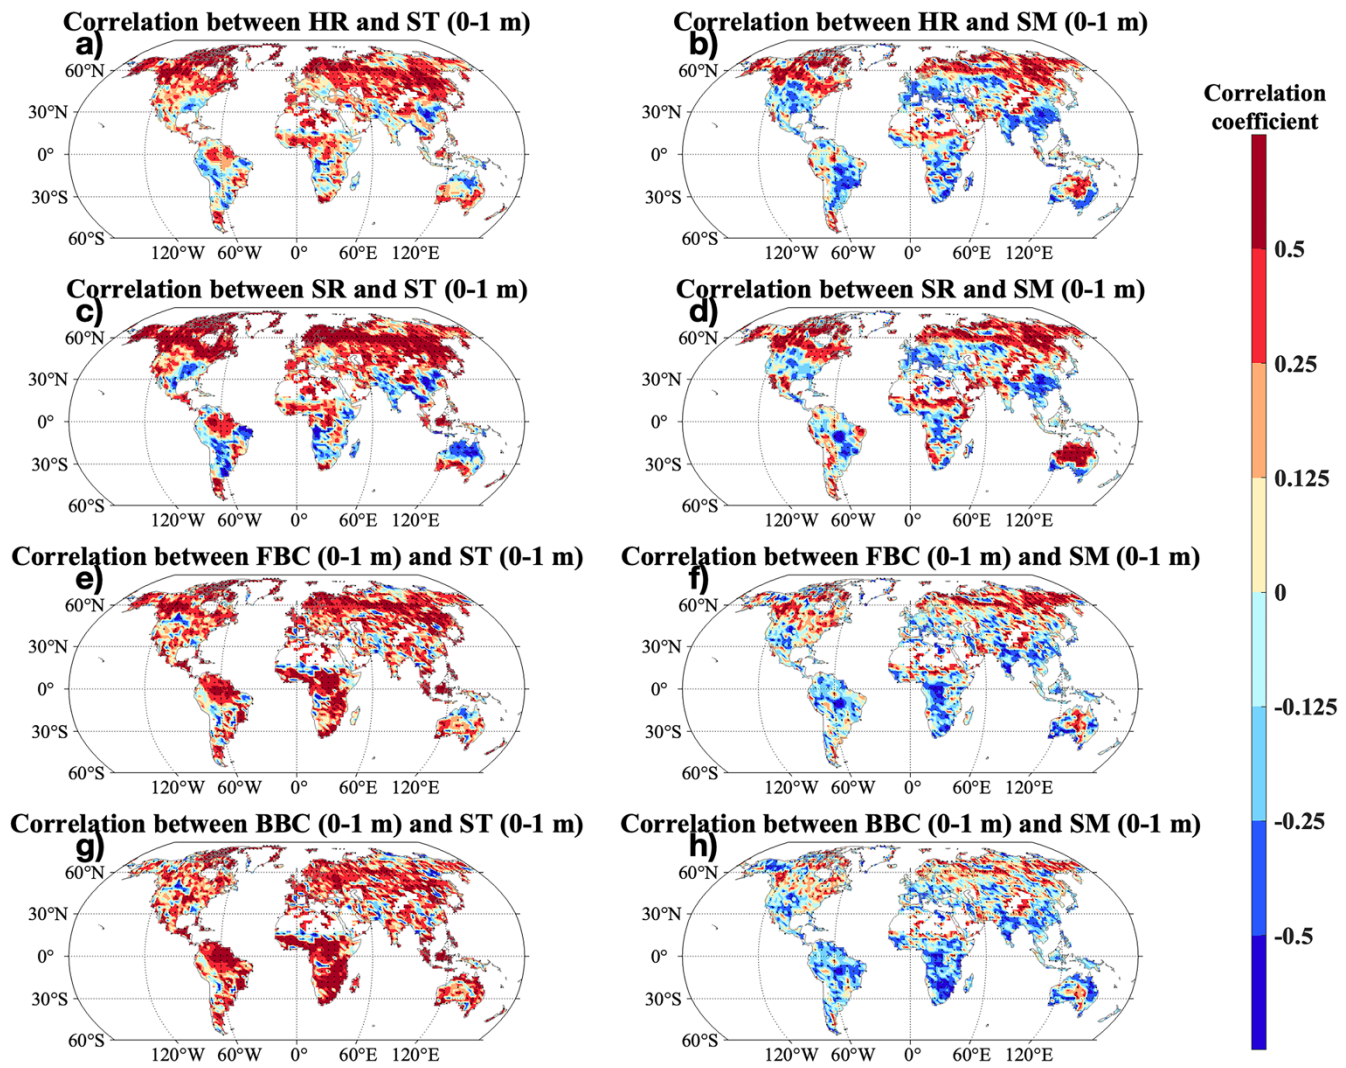 Correlation between HR and ST (0-1 m)
a)
60°N
30°N
0°
30°S
60°S
120°W 60°W 0° 60°E 120°E
Correlation between HR and SM (0-1 m)
b)
60°N
30°N
0°
30°S
60°S
120°W 60°W 0° 60°E 120°E
Correlation between SR and ST (0-1 m)
c)
60°N
30°N
0°
30°S
60°S
120°W 60°W 0° 60°E 120°E
Correlation between SR and SM (0-1 m)
d)
60°N
30°N
0°
30°S
60°S
120°W 60°W 0° 60°E 120°E
Correlation between FBC (0-1 m) and ST (0-1 m)
e)
60°N
30°N
0°
30°S
60°S
120°W 60°W 0° 60°E 120°E
Correlation between FBC (0-1 m) and SM (0-1 m)
f)
60°N
30°N
0°
30°S
60°S
120°W 60°W 0° 60°E 120°E
Correlation between BBC (0-1 m) and ST (0-1 m)
g)
60°N
30°N
0°
30°S
60°S
120°W 60°W 0° 60°E 120°E
Correlation between BBC (0-1 m) and SM (0-1 m)
h)
60°N
30°N
0°
30°S
60°S
120°W 60°W 0° 60°E 120°E
Correlation
coefficient
0.5
0.25
0.125
0
-0.125
-0.25
-0.5